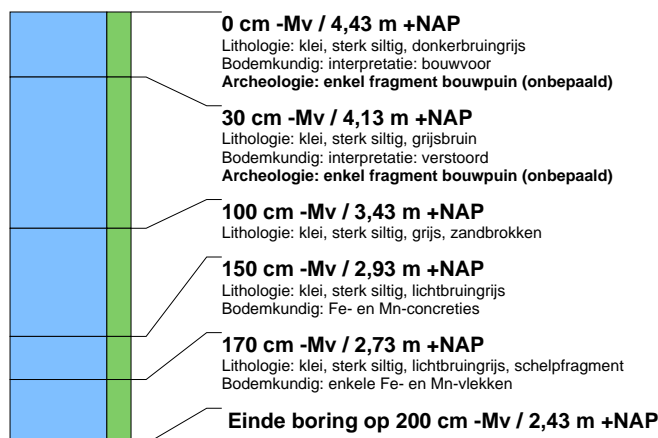 0 cm -Mv / 4,43 m +NAP
Lithologie: klei, sterk siltig, donkerbruingrijs
Bodemkundig: interpretatie: bouwvoor
Archeologie: enkel fragment bouwpuin (onbepaald)
30 cm -Mv / 4,13 m +NAP
Lithologie: klei, sterk siltig, grijsbruin
Bodemkundig: interpretatie: verstoord
Archeologie: enkel fragment bouwpuin (onbepaald)
100 cm -Mv / 3,43 m +NAP
Lithologie: klei, sterk siltig, grijs, zandbrokken
150 cm -Mv / 2,93 m +NAP
Lithologie: klei, sterk siltig, lichtbruingrijs
Bodemkundig: Fe- en Mn-concreties
170 cm -Mv / 2,73 m +NAP
Lithologie: klei, sterk siltig, lichtbruingrijs, schelpfragment
Bodemkundig: enkele Fe- en Mn-vlekken
Einde boring op 200 cm -Mv / 2,43 m +NAP